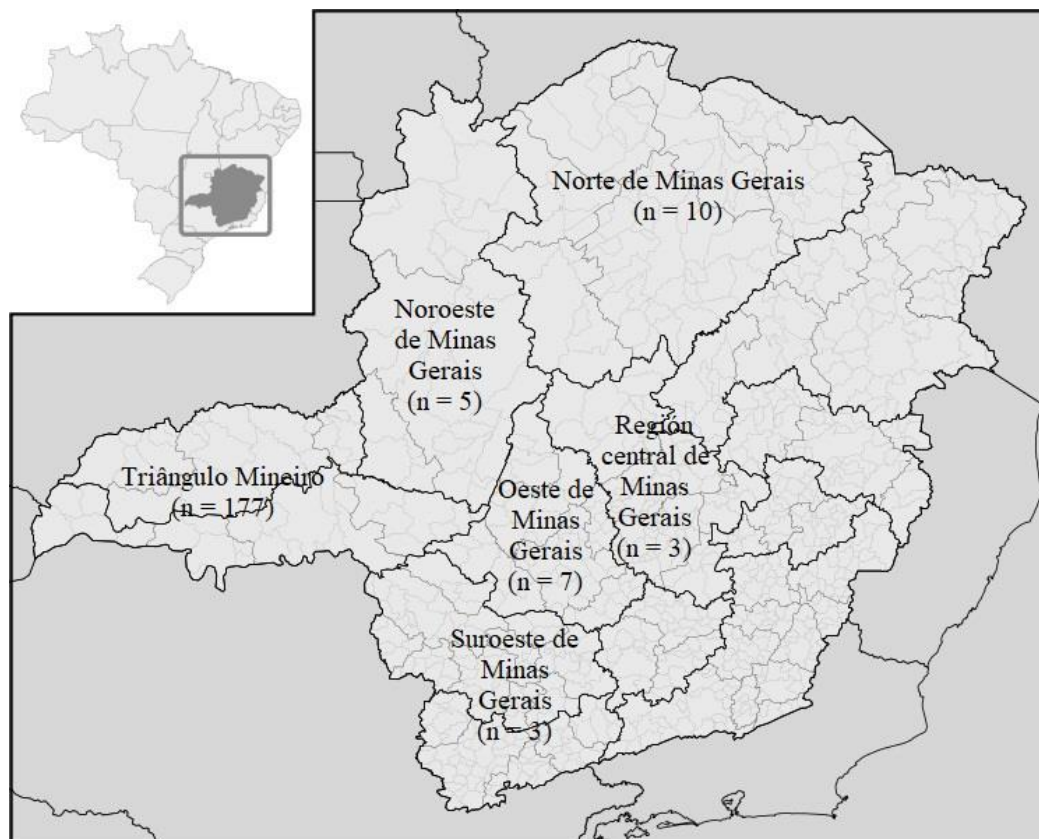 Norte de Minas Gerais
(n = 10)
Noroeste
de Minas
Gerais
(n = 5)
Triângulo Mineiro
(n = 177)
Región
central de
Minas
Gerais
(n = 3)
Oeste de
Minas
Gerais
(n = 7)
Suroeste de
Minas
Gerais
(n = 3)